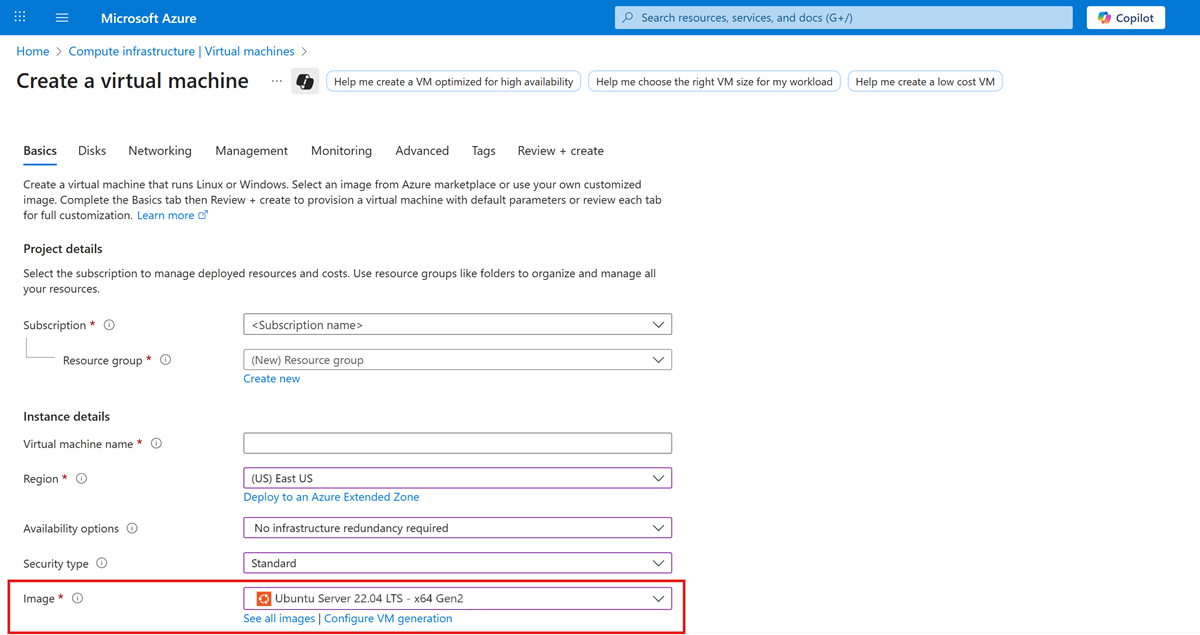 Microsoft Azure
Search resources, services, and docs (G+/)
Copilot
Home > Compute infrastructure | Virtual machines >
Create a virtual machine ...
Help me create a VM optimized for high availability
Help me choose the right VM size for my workload
Help me create a low cost VM
Basics Disks Networking Management Monitoring Advanced Tags Review + create
Create a virtual machine that runs Linux or Windows. Select an image from Azure marketplace or use your own customized
image. Complete the Basics tab then Review + create to provision a virtual machine with default parameters or review each tab
for full customization. Learn more
Project details
Select the subscription to manage deployed resources and costs. Use resource groups like folders to organize and manage all
your resources.
Subscription * <Subscription name>
Resource group * (New) Resource group
Create new
Instance details
Virtual machine name *
Region * (US) East US
Deploy to an Azure Extended Zone
Availability options No infrastructure redundancy required
Security type Standard
Image * Ubuntu Server 22.04 LTS - x64 Gen2
See all images | Configure VM generation